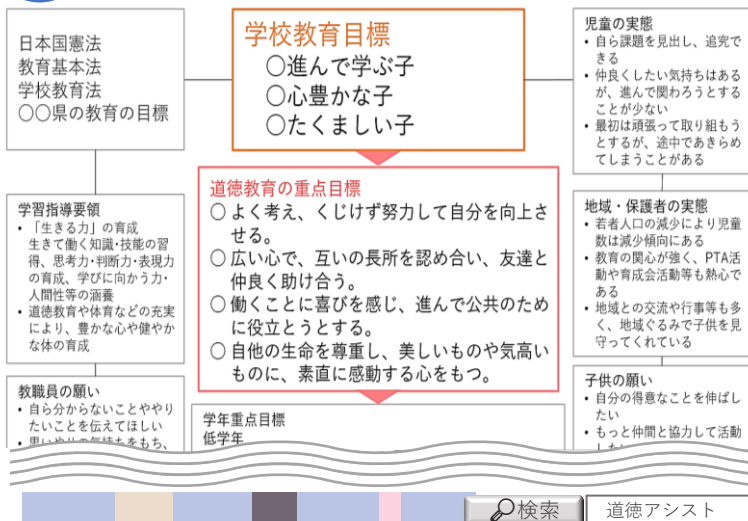 日本国憲法
教育基本法
学校教育法
〇〇県の教育の目標
学校教育目標
〇進んで学ぶ子
〇心豊かな子
〇たくましい子
児童の実態
• 自ら課題を見出し、追究で
きる
• 仲良くしたい気持ちはある
が、進んで関わろうとする
ことが少ない
• 最初は頑張って取り組もう
とするが、途中であきらめ
てしまうことがある
学習指導要領
• 「生きる力」の育成
生きて働く知識・技能の習
得、思考力・判断力・表現力
の育成、学びに向かう力・
人間性等の涵養
• 道徳教育や体育などの充実
により、豊かな心や健やか
な体の育成
道徳教育の重点目標
〇 よく考え、くじけず努力して自分を向上さ
せる。
〇 広い心で、互いの長所を認め合い、友達と
仲良く助け合う。
〇 働くことに喜びを感じ、進んで公共のため
に役立とうとする。
〇 自他の生命を尊重し、美しいものや気高い
ものに、素直に感動する心をもつ。
地域・保護者の実態
• 若者人口の減少により児童
数は減少傾向にある
• 教育の関心が強く、PTA活
動や育成会活動等も熱心で
ある
• 地域との交流や行事等も多
く、地域ぐるみで子供を見
守ってくれている
教職員の願い
• 自ら分からないことややり
たいことを伝えてほしい
• 思いやりの気持ちをもち、
学年重点目標
低学年
子供の願い
• 自分の得意なことを伸ばし
たい
• もっと仲間と協力して活動
検索
道徳アシスト